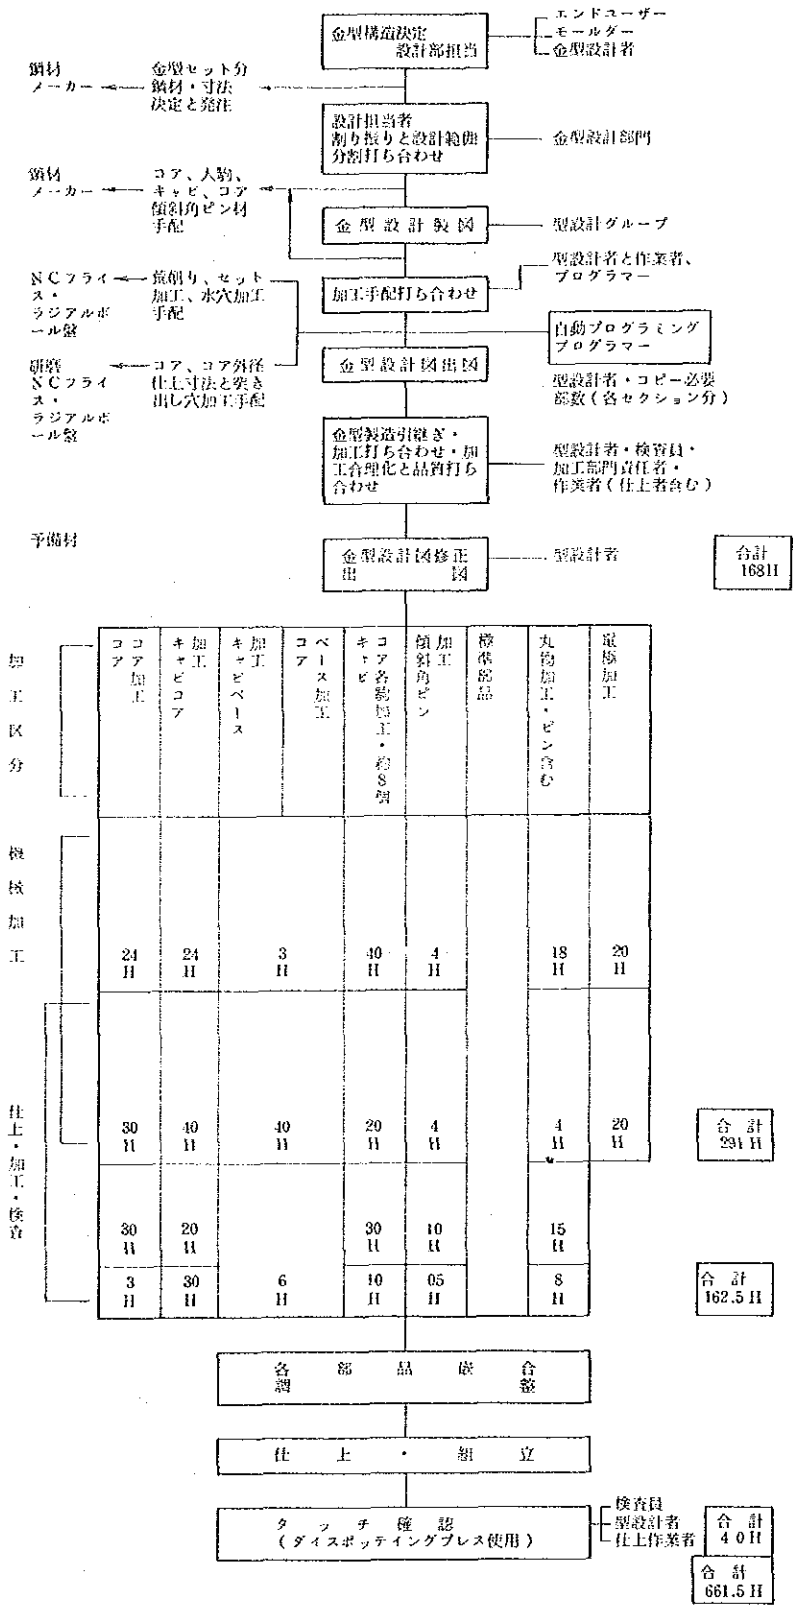 金型構造決定
設計部担当
エンドユーザー
モールダー
金型設計者
鋼材
メーカー
金型セット分
鋼材・寸法
決定と発注
設計担当者
割り振りと設計範囲
分割打ち合わせ
金型設計部門
鋼材
メーカー
コア、入駒、
キャビ、コア
傾斜角ピン材
手配
金型設計製図
型設計グループ
加工手配打ち合わせ
型設計者と作業者、
プログラマー
NCフライ
ス・
ラジアルボ
ール盤
荒削り、セット
加工、水穴加工
手配
自動プログラミング
プログラマー
金型設計図出図
型設計者・コピー必要
部数(各セクション分)
研磨
NCフライ
ス・
ラジアルボ
ール盤
コア、コア外径
仕上寸法と突き
出し穴加工手配
金型製造引継ぎ・
加工打ち合わせ・加
工合理化と品質打ち
合わせ
型設計者・検査員・
加工部門責任者・
作業者(仕上者含む)
予備材
金型設計図修正
出図
型設計者
合計
168H
加工区分
コア加工
コア
加工
キャビコア
加工
キャビベース
ベース加工
コア
コア各駒加工・約8個
キャビ
加工
傾斜角ピン
標準部品
丸物加工・ピン含む
電極加工
機械加工
24 24 3 40 4 18 20
H H H H H H H
仕上・加工・検査
30 40 40 20 4 4 20
H H H H H H H
合計
291H
30 20 30 10 15
H H H H H
3 30 6 10 05 8
H H H H H H
合計
162.5H
各部品嵌合
調整
仕上・組立
タッチ確認
(ダイスポッティングプレス使用)
検査員
型設計者
仕上作業者
合計
40H
合計
661.5H